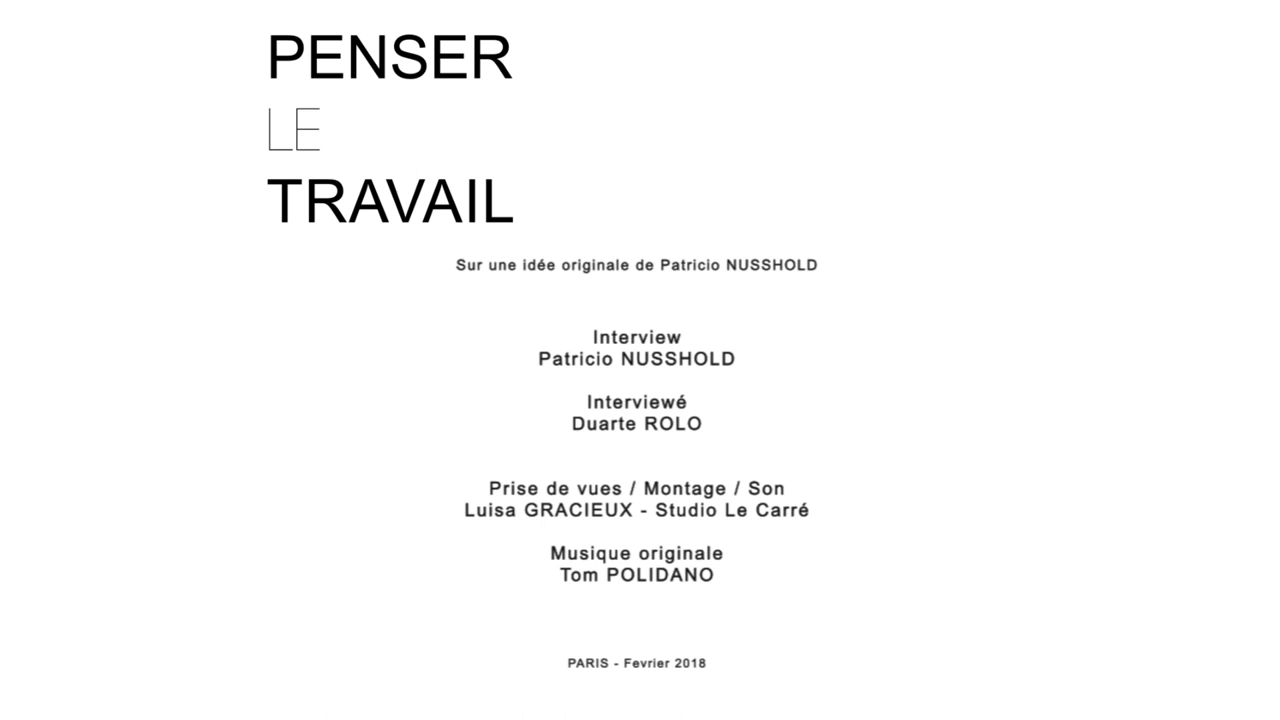 PENSER
LE
TRAVAIL
Sur une idée originale de Patricio NUSSHOLD
Interview
Patricio NUSSHOLD
Interviewé
Duarte ROLO
Prise de vues / Montage / Son
Luisa GRACIEUX - Studio Le Carré
Musique originale
Tom POLIDANO
PARIS - Fevrier 2018